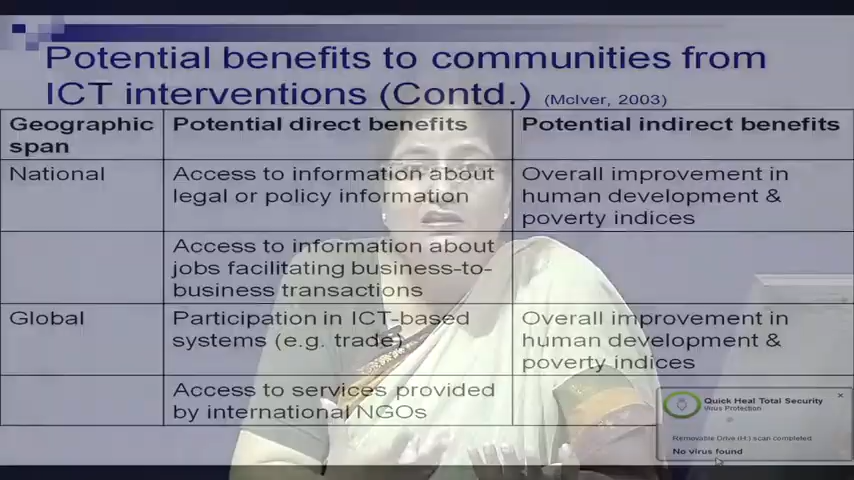 Potential benefits to communities from
ICT interventions (Contd.) (McIver, 2003)
Geographic span
Potential direct benefits
Potential indirect benefits
National
Access to information about
legal or policy information
Overall improvement in
human development &
poverty indices
Access to information about
jobs facilitating business-to-
business transactions
Global
Participation in ICT-based
systems (e.g. trade)
Overall improvement in
human development &
poverty indices
Access to services provided
by international NGOs
Quick Heal Total Security
Virus Protection
Removable Drive (H:) scan completed
No virus found